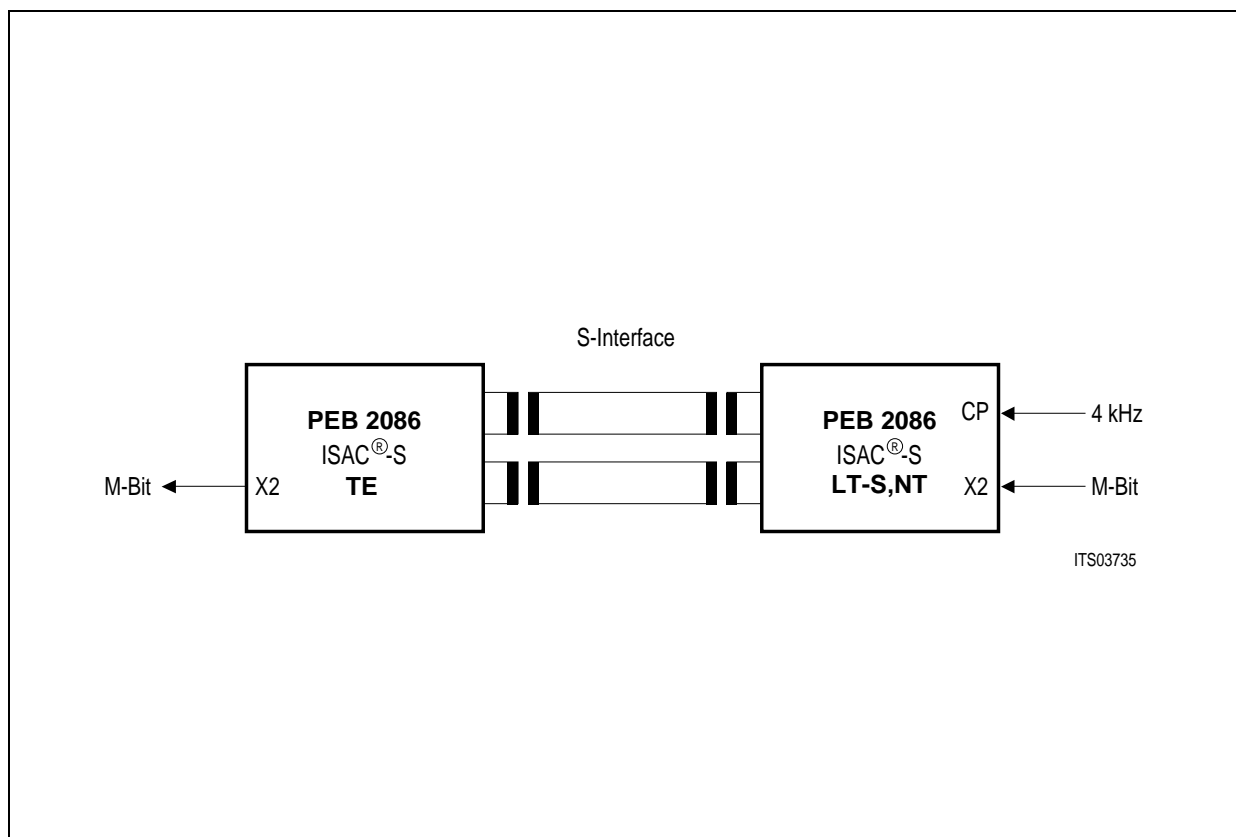 S-Interface
PEB 2086
ISAC®-S
TE
X2
M-Bit
PEB 2086
ISAC®-S
LT-S,NT
CP
4 kHz
X2
M-Bit
ITS03735